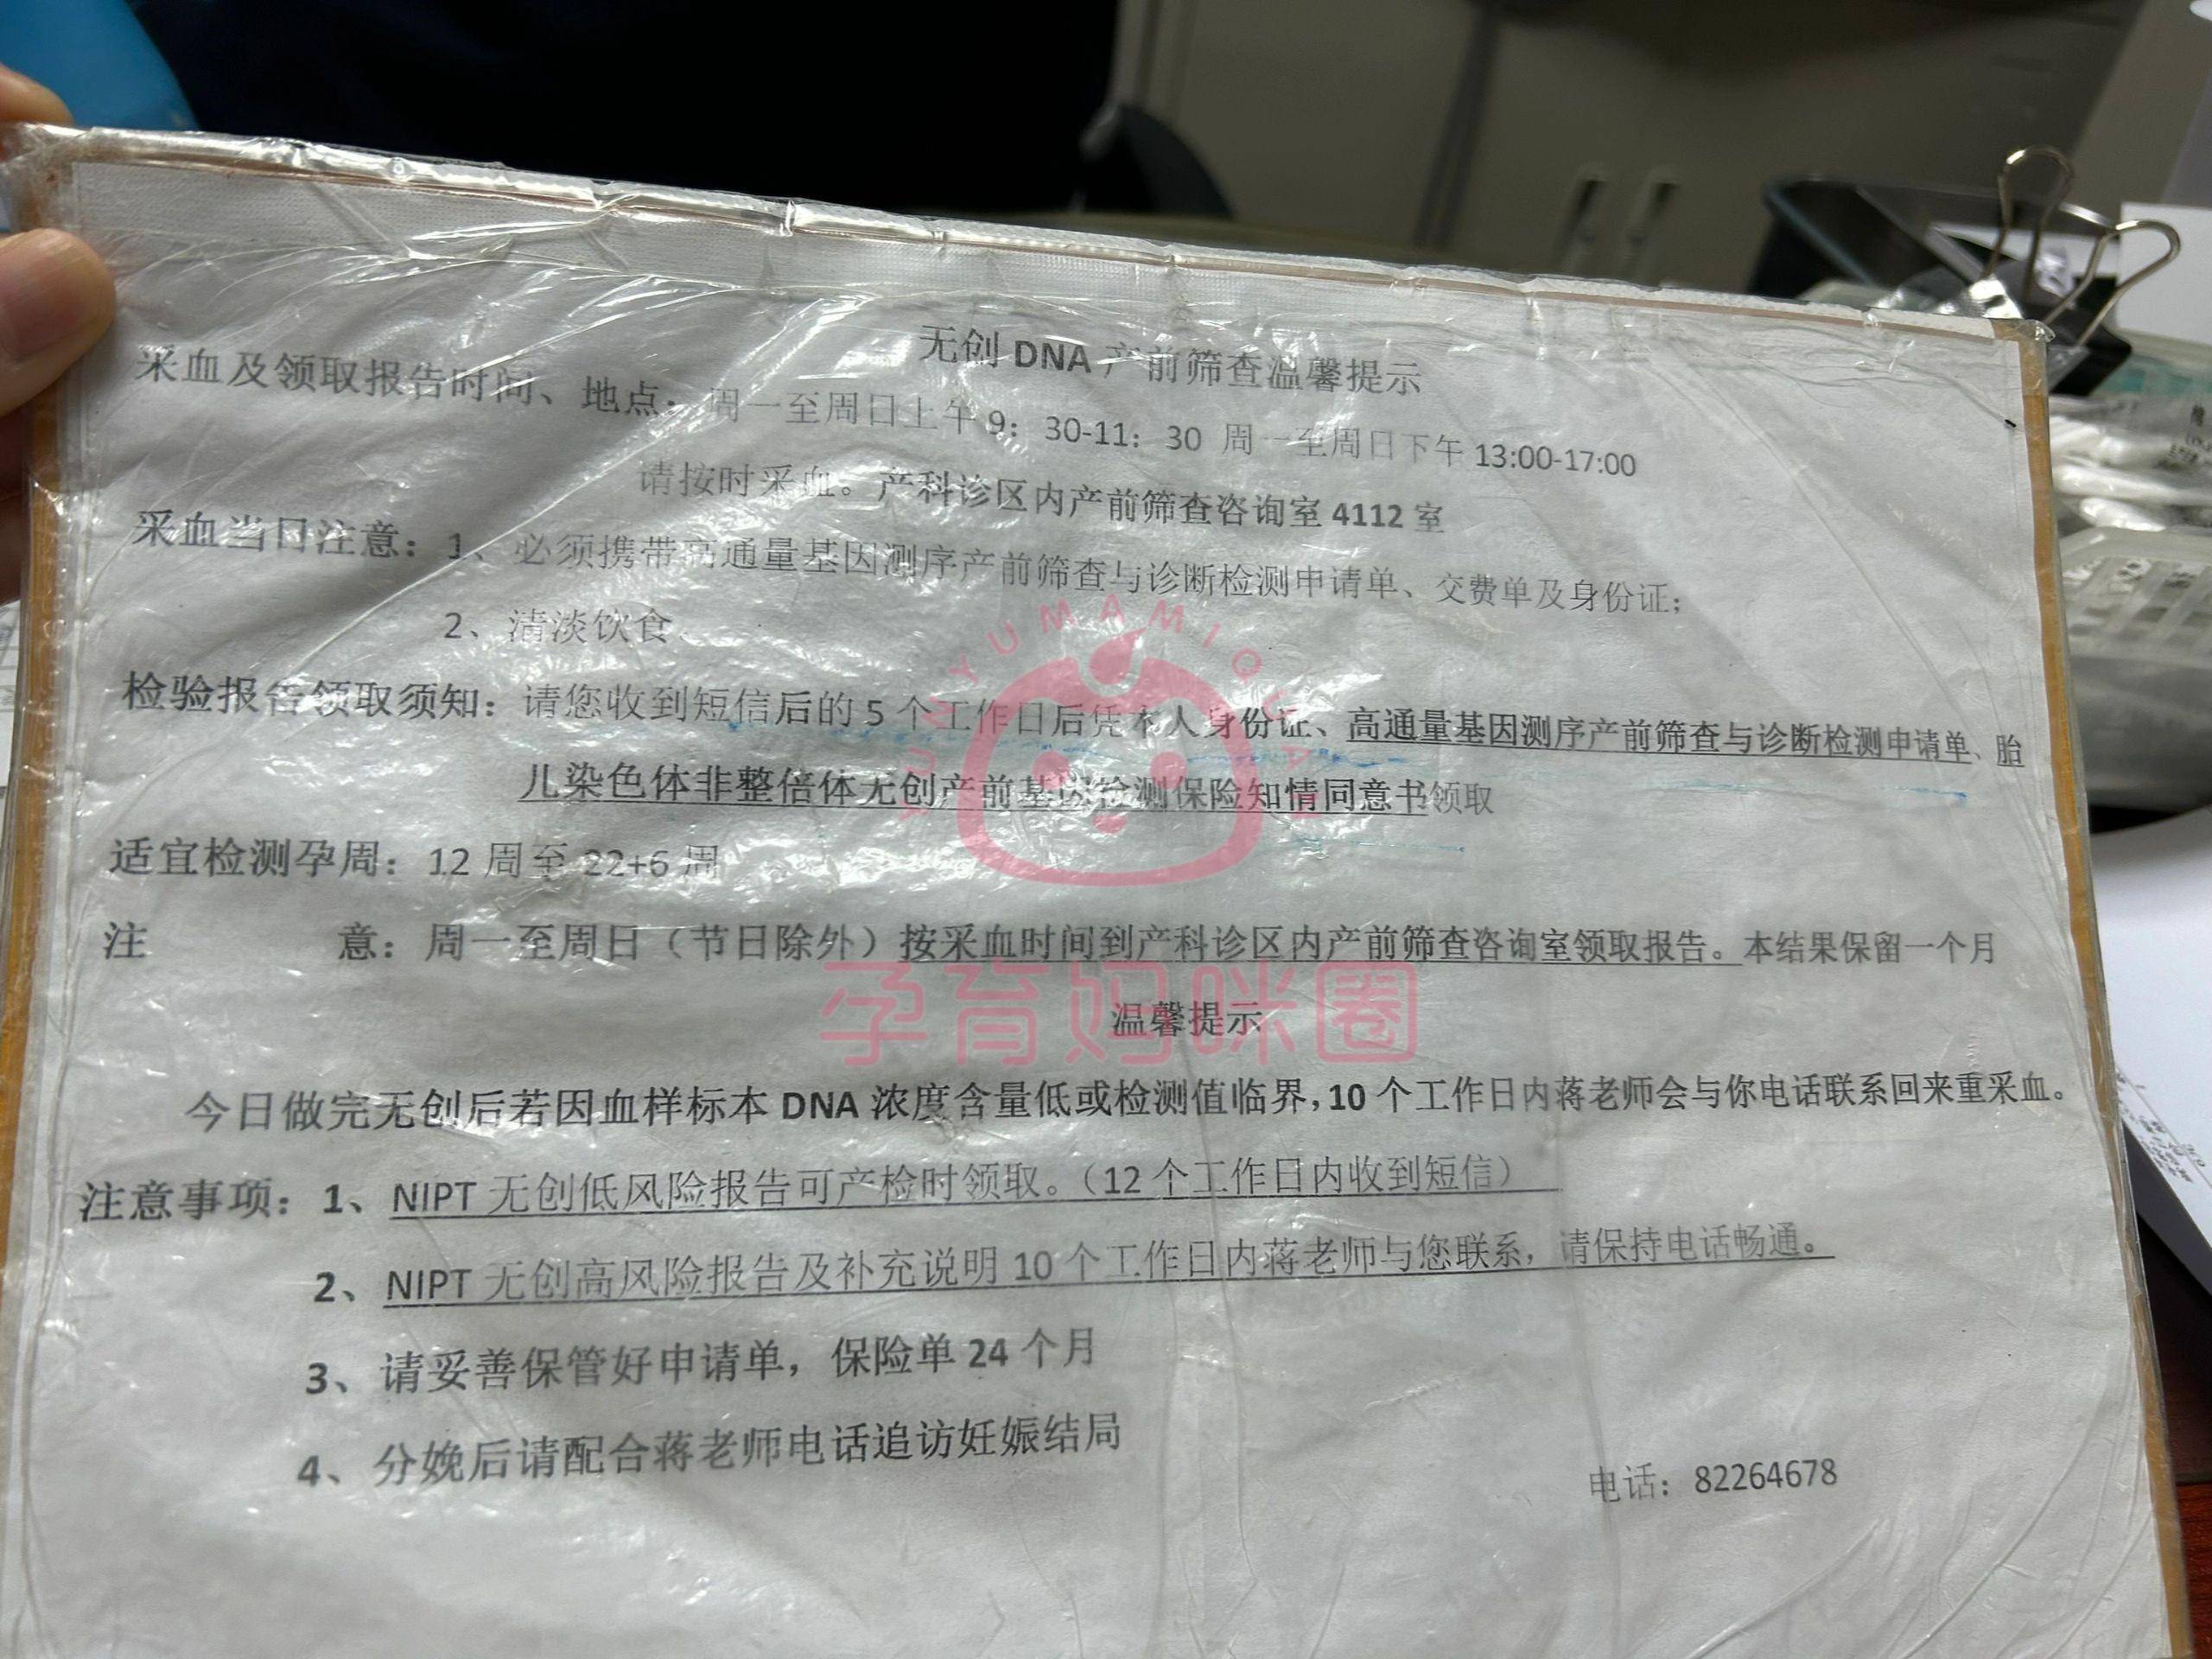 无创 DNA 产前筛查温馨提示
采血及领取报告时间、地点：周一至周日上午 9：30-11：30 周一至周日下午 13:00-17:00
请按时采血。产科诊区内产前筛查咨询室 4112 室
采血当日注意：1、必须携带高通量基因测序产前筛查与诊断检测申请单、交费单及身份证；
2、清淡饮食
检验报告领取须知：请您收到短信后的 5 个工作日后凭本人身份证、高通量基因测序产前筛查与诊断检测申请单、胎
儿染色体非整倍体无创产前基因检测保险知情同意书领取
适宜检测孕周：12 周至 22+6 周
注 意：周一至周日（节日除外）按采血时间到产科诊区内产前筛查咨询室领取报告。本结果保留一个月
温馨提示
今日做完无创后若因血样标本 DNA 浓度含量低或检测值临界，10 个工作日内蒋老师会与你电话联系回来重采血。
注意事项：1、NIPT 无创低风险报告可产检时领取。（12 个工作日内收到短信）
2、NIPT 无创高风险报告及补充说明 10 个工作日内蒋老师与您联系，请保持电话畅通。
3、请妥善保管好申请单，保险单 24 个月
4、分娩后请配合蒋老师电话追访妊娠结局
电话：82264678
YUNYUMAMIQUAN
孕育妈咪圈